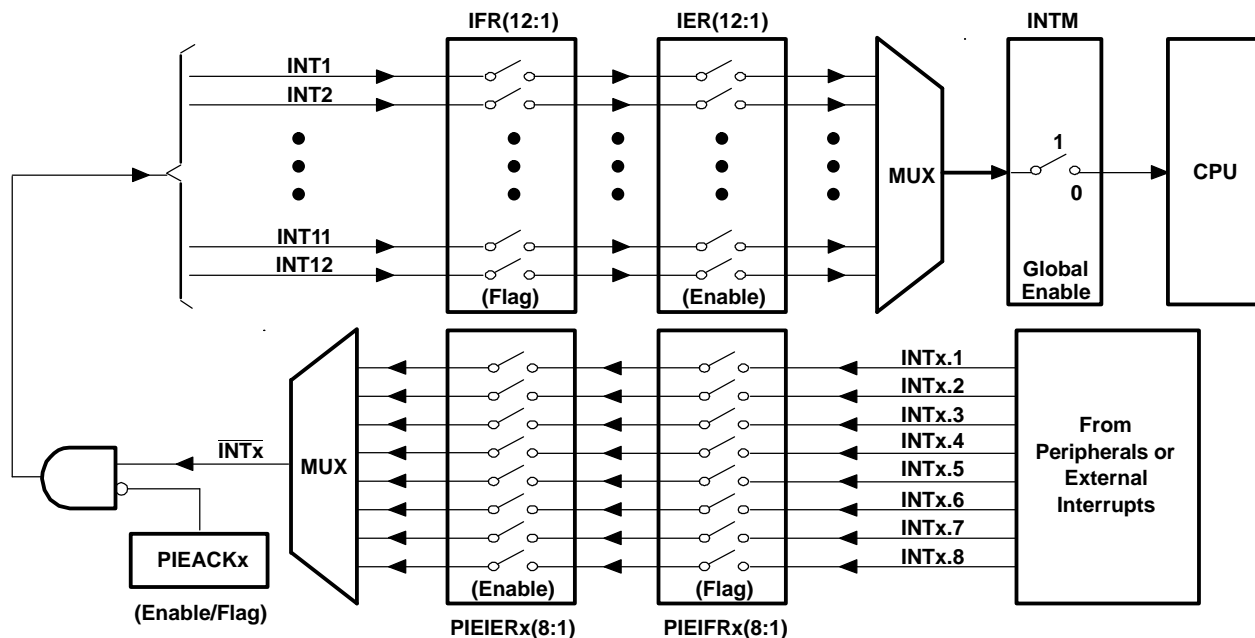 IFR(12:1)
IER(12:1)
INTM
INT1
INT2
1
MUX
CPU
0
INT11
INT12
Global
Enable
(Flag)
(Enable)
INTx.1
INTx.2
INTx.3
INTx.4
INTx.5
INTx.6
INTx.7
INTx.8
From
Peripherals or
External
Interrupts
INTx
MUX
PIEACKx
(Enable/Flag)
(Enable)
(Flag)
PIEIERx(8:1)
PIEIFRx(8:1)